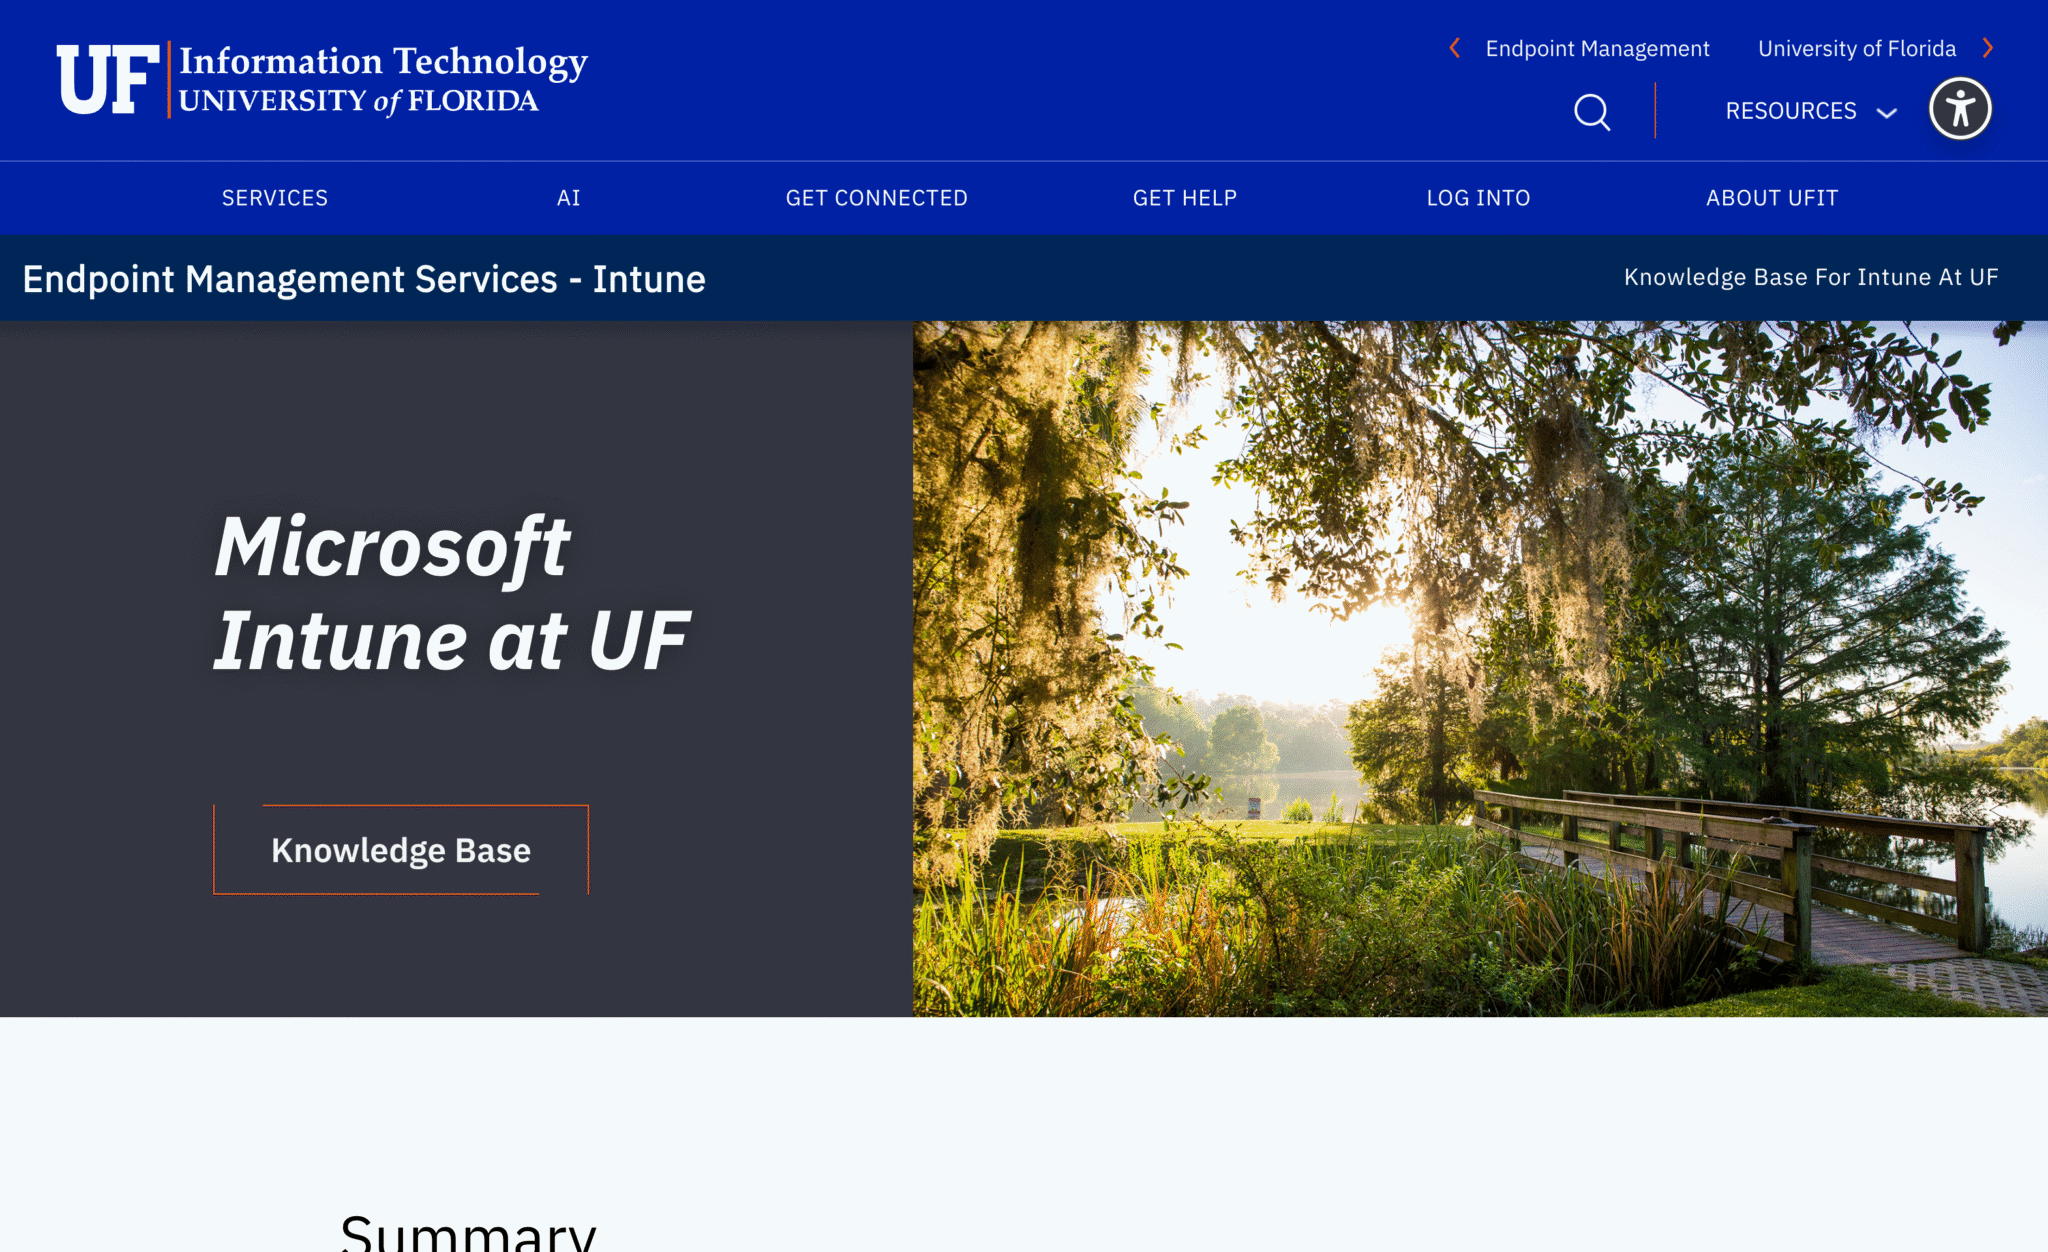 UF Information Technology
UNIVERSITY of FLORIDA
Endpoint Management
University of Florida
RESOURCES
SERVICES
AI
GET CONNECTED
GET HELP
LOG INTO
ABOUT UFIT
Endpoint Management Services - Intune
Knowledge Base For Intune At UF
Microsoft
Intune at UF
Knowledge Base
Summary